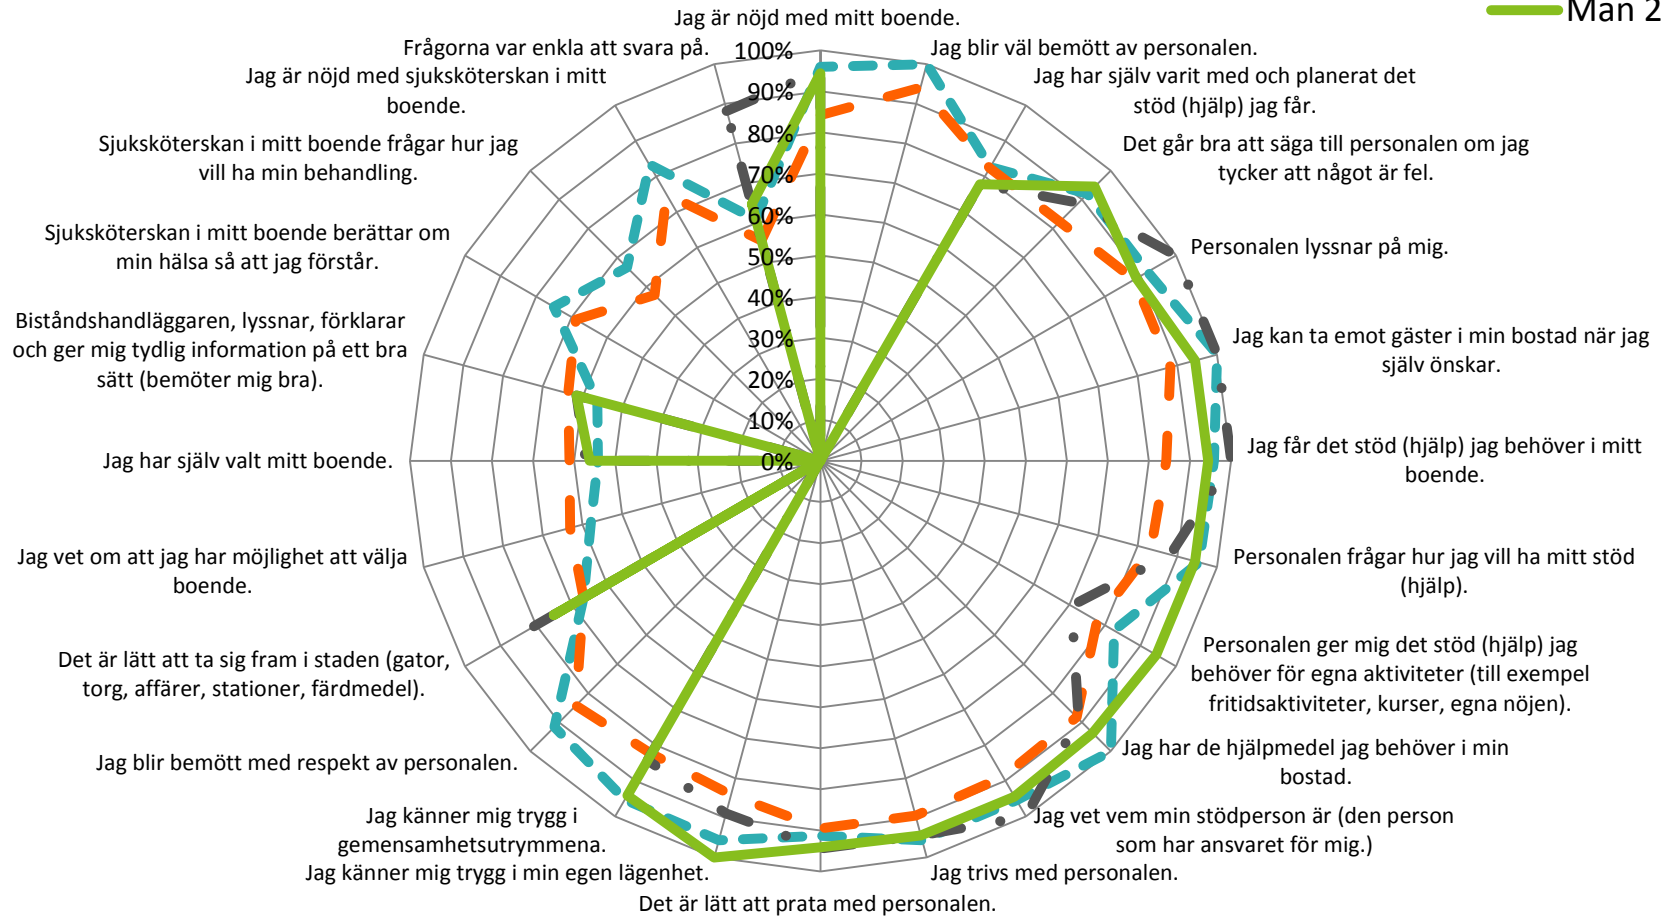 Man 2
Jag är nöjd med mitt boende.
Jag blir väl bemött av personalen.
Jag har själv varit med och planerat det
stöd (hjälp) jag får.
Det går bra att säga till personalen om jag
tycker att något är fel.
Personalen lyssnar på mig.
Jag kan ta emot gäster i min bostad när jag
själv önskar.
Jag får det stöd (hjälp) jag behöver i mitt
boende.
Personalen frågar hur jag vill ha mitt stöd
(hjälp).
Personalen ger mig det stöd (hjälp) jag
behöver för egna aktiviteter (till exempel
fritidsaktiviteter, kurser, egna nöjen).
Jag har de hjälpmedel jag behöver i min
bostad.
Jag vet vem min stödperson är (den person
som har ansvaret för mig.)
Jag trivs med personalen.
Det är lätt att prata med personalen.
Jag känner mig trygg i min egen lägenhet.
Jag känner mig trygg i
gemensamhetsutrymmena.
Jag blir bemött med respekt av personalen.
Det är lätt att ta sig fram i staden (gator,
torg, affärer, stationer, färdmedel).
Jag vet om att jag har möjlighet att välja
boende.
Jag har själv valt mitt boende.
Biståndshandläggaren, lyssnar, förklarar
och ger mig tydlig information på ett bra
sätt (bemöter mig bra).
Sjuksköterskan i mitt boende berättar om
min hälsa så att jag förstår.
Sjuksköterskan i mitt boende frågar hur jag
vill ha min behandling.
Jag är nöjd med sjuksköterskan i mitt
boende.
Frågorna var enkla att svara på.
100%
90%
80%
70%
60%
50%
40%
30%
20%
10%
0%